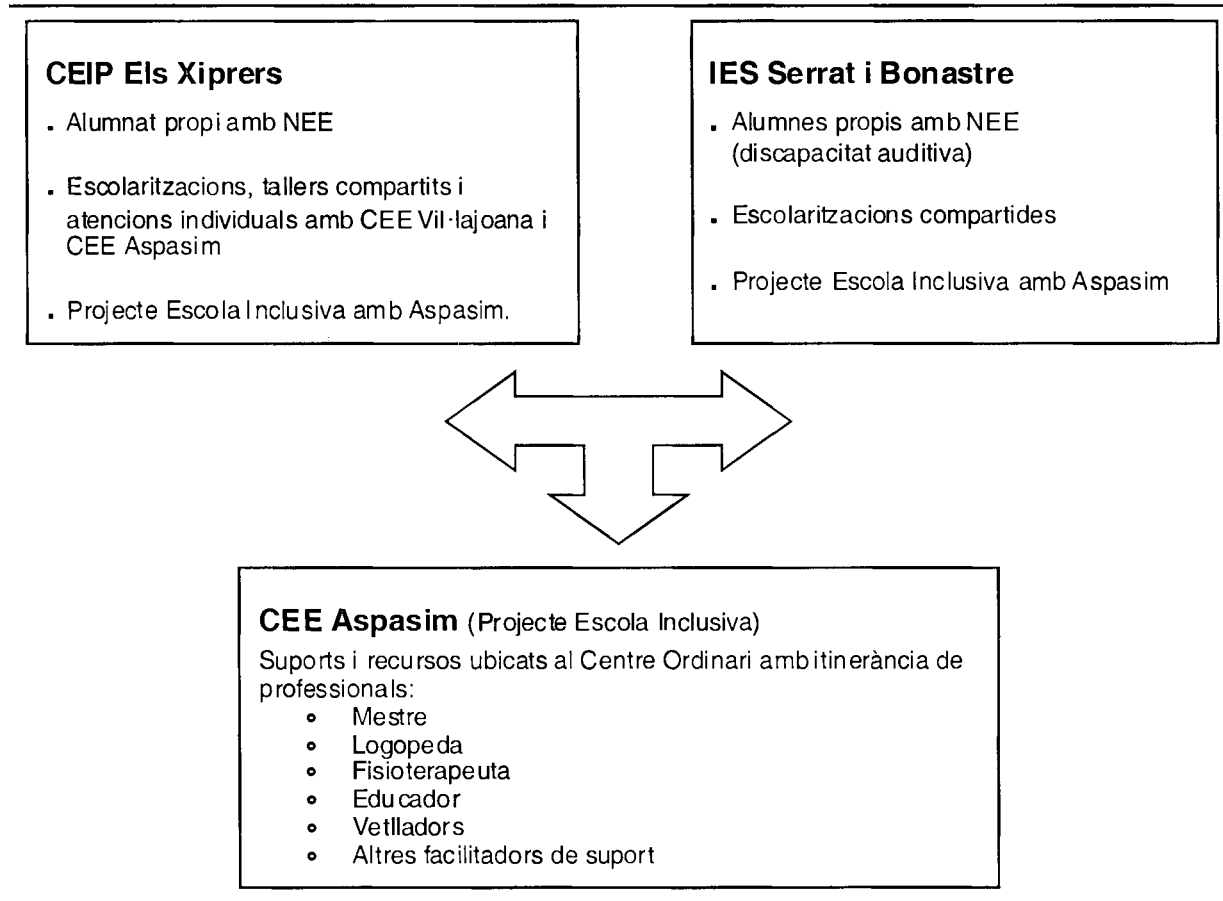 CEIP Els Xiprers
. Alumnat propi amb NEE
. Escolaritzacions, tallers compartits i
atencions individuals amb CEE Vil·lajoana i
CEE Aspasim
. Projecte Escola Inclusiva amb Aspasim.
IES Serrat i Bonastre
. Alumnes propis amb NEE
(discapacitat auditiva)
. Escolaritzacions compartides
. Projecte Escola Inclusiva amb Aspasim
CEE Aspasim (Projecte Escola Inclusiva)
Suports i recursos ubicats al Centre Ordinari amb itinerància de
professionals:
° Mestre
° Logopeda
° Fisioterapeuta
° Educador
° Vetlladors
° Altres facilitadors de suport